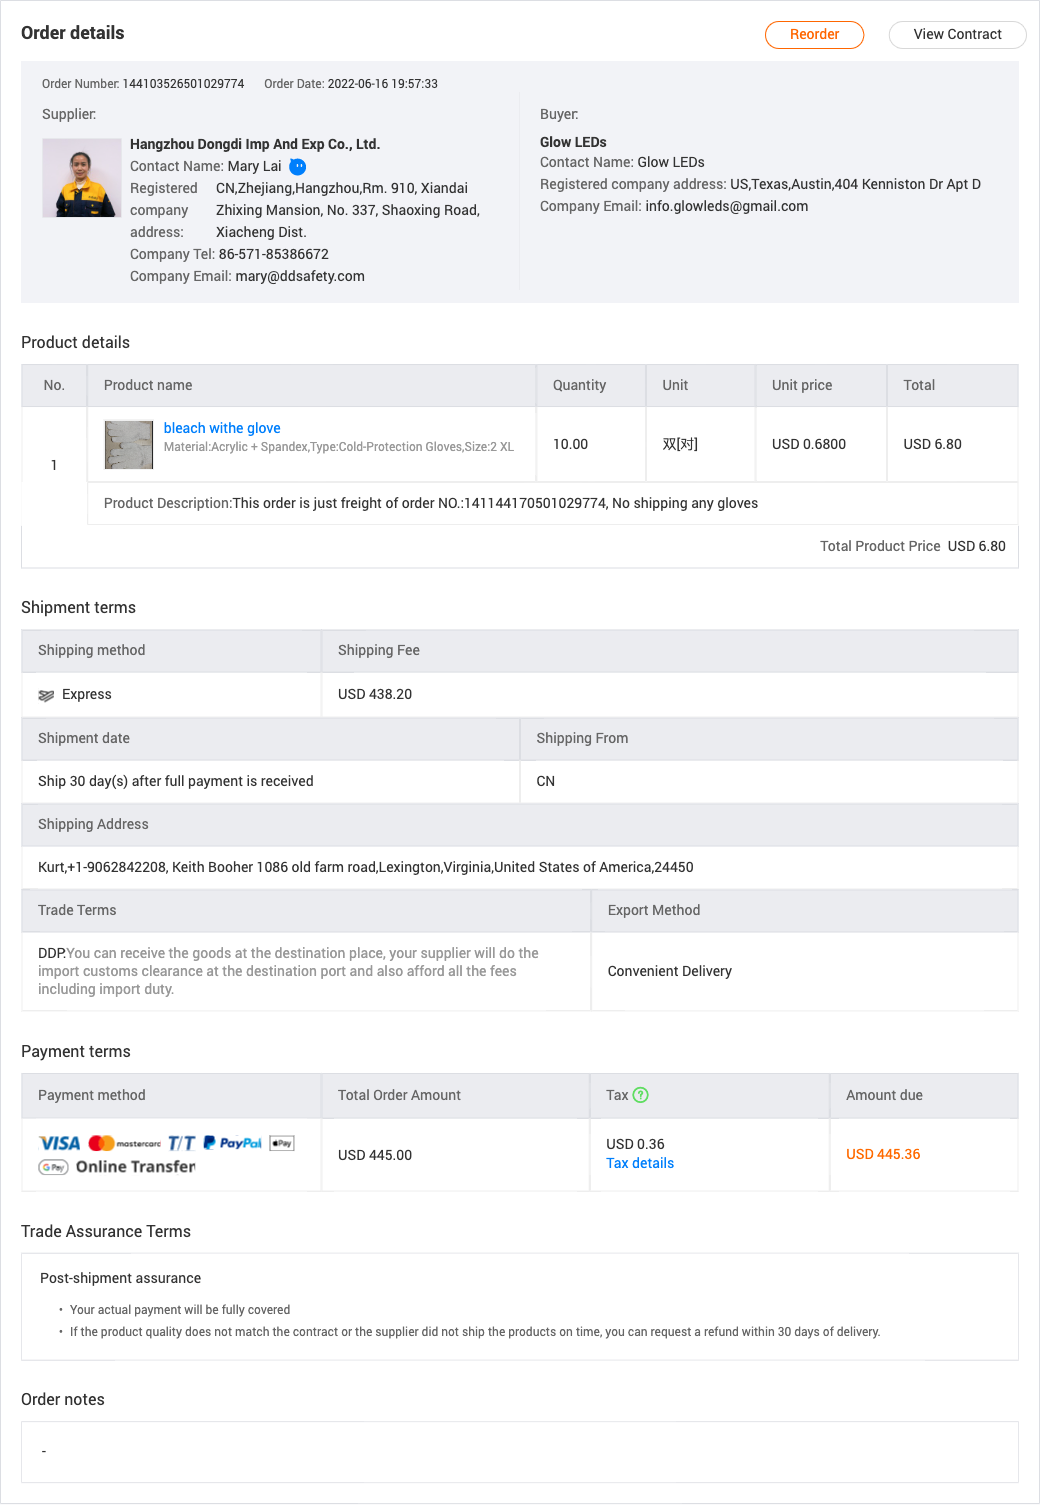 Order details
Reorder
View Contract
Order Number: 144103526501029774 Order Date: 2022-06-16 19:57:33
Supplier:
Hangzhou Dongdi Imp And Exp Co., Ltd.
Contact Name: Mary Lai
Registered company address: CN,Zhejiang,Hangzhou,Rm. 910, Xiandai
Zhixing Mansion, No. 337, Shaoxing Road,
Xiacheng Dist.
Company Tel: 86-571-85386672
Company Email: mary@ddsafety.com
Buyer:
Glow LEDs
Contact Name: Glow LEDs
Registered company address: US,Texas,Austin,404 Kenniston Dr Apt D
Company Email: info.glowleds@gmail.com
Product details
No. Product name Quantity Unit Unit price Total
1 bleach withe glove 10.00 双[对] USD 0.6800 USD 6.80
Material:Acrylic + Spandex,Type:Cold-Protection Gloves,Size:2 XL
Product Description:This order is just freight of order NO.:141144170501029774, No shipping any gloves
Total Product Price USD 6.80
Shipment terms
Shipping method Shipping Fee
Express USD 438.20
Shipment date Shipping From
Ship 30 day(s) after full payment is received CN
Shipping Address
Kurt,+1-9062842208, Keith Booher 1086 old farm road,Lexington,Virginia,United States of America,24450
Trade Terms Export Method
DDP.You can receive the goods at the destination place, your supplier will do the
import customs clearance at the destination port and also afford all the fees
including import duty.
Convenient Delivery
Payment terms
Payment method Total Order Amount Tax ? Amount due
VISA mastercard T/T PayPal Pay
G Pay Online Transfer
USD 445.00
USD 0.36
Tax details
USD 445.36
Trade Assurance Terms
Post-shipment assurance
• Your actual payment will be fully covered
• If the product quality does not match the contract or the supplier did not ship the products on time, you can request a refund within 30 days of delivery.
Order notes
-